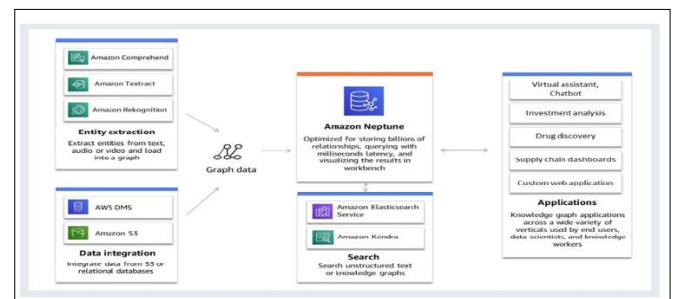 Amazon Comprehend
Amazon Textract
Amazon Rekognition
Entity extraction
Extract entities from text,
audio or video and load
into a graph
AWS DMS
Amazon S3
Data integration
Integrate data from S3 or
relational databases
Graph data
Amazon Neptune
Optimized for storing billions of
relationships, querying with
milliseconds latency, and
visualizing the results in
workbench
Amazon Elasticsearch
Service
Amazon Kendra
Search
Search unstructured text
or knowledge graphs
Virtual assistant,
Chatbot
Investment analysis
Drug discovery
Supply chain dashboards
Custom web application
Applications
Knowledge graph applications
across a wide variety of
verticals used by end users,
data scientists, and knowledge
workers